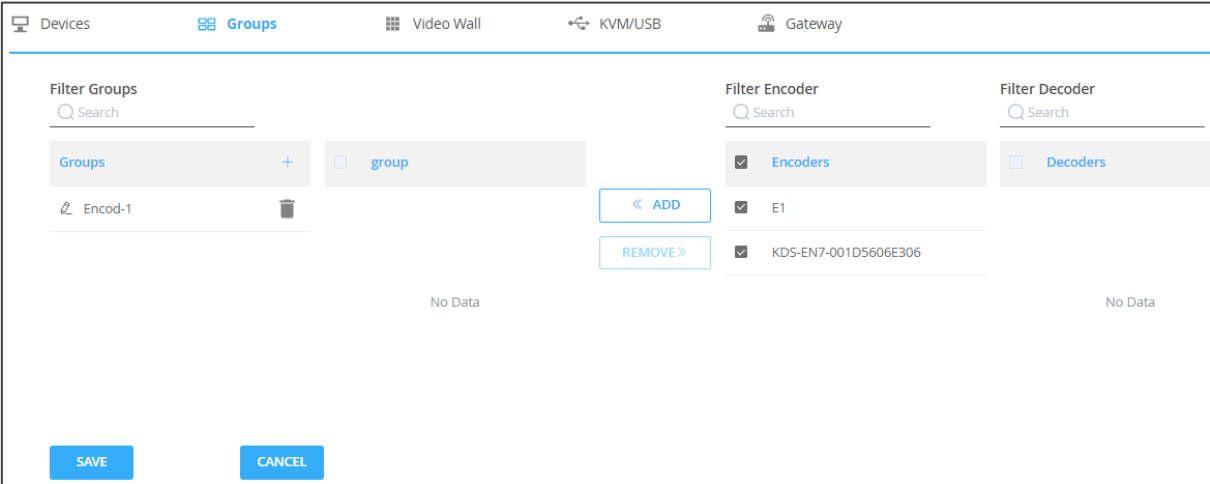 Devices
Groups
Video Wall
KVM/USB
Gateway
Filter Groups
Search
Filter Encoder
Search
Filter Decoder
Search
Groups
group
Encoders
Decoders
Encod-1
« ADD
E1
REMOVE »
KDS-EN7-001D5606E306
No Data
No Data
SAVE
CANCEL